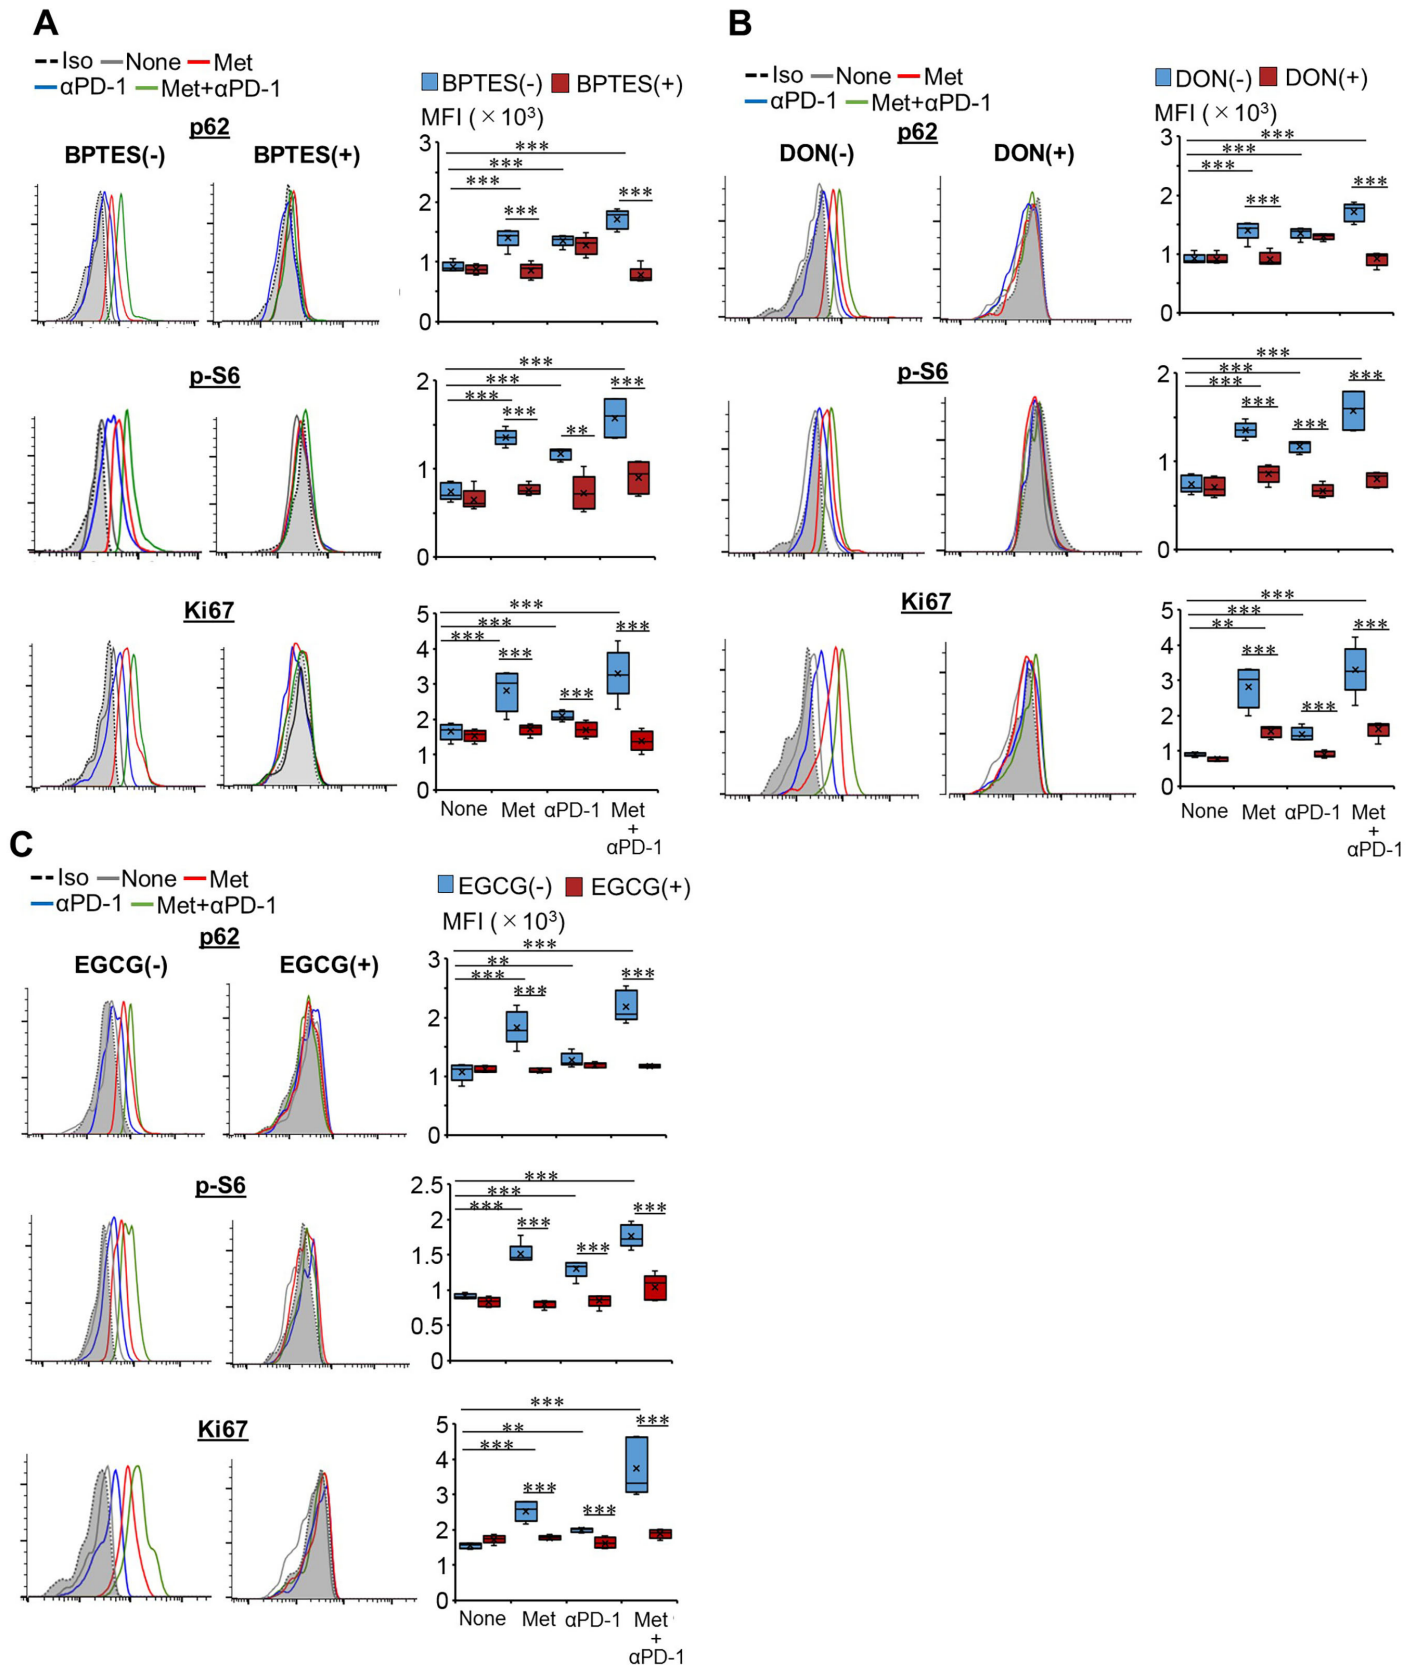 A
Iso None Met
αPD-1 Met+αPD-1
p62
BPTES(-) BPTES(+)
BPTES(-) BPTES(+)
MFI (×10³)
3
***
***
***
***
***
2
1
0
p-S6
***
***
***
***
**
***
2
1
0
Ki67
***
***
***
***
***
***
5
4
3
2
1
0
None Met αPD-1 Met
+
αPD-1
B
Iso None Met
αPD-1 Met+αPD-1
p62
DON(-) DON(+)
DON(-) DON(+)
MFI (×10³)
3
***
***
***
***
***
2
1
0
p-S6
***
***
***
***
***
***
2
1
0
Ki67
***
***
**
***
***
***
5
4
3
2
1
0
None Met αPD-1 Met
+
αPD-1
C
Iso None Met
αPD-1 Met+αPD-1
p62
EGCG(-) EGCG(+)
EGCG(-) EGCG(+)
MFI (×10³)
***
**
***
***
***
3
2
1
0
p-S6
***
***
***
***
***
***
2.5
2
1.5
1
0.5
0
Ki67
***
**
***
***
***
***
5
4
3
2
1
0
None Met αPD-1 Met
+
αPD-1